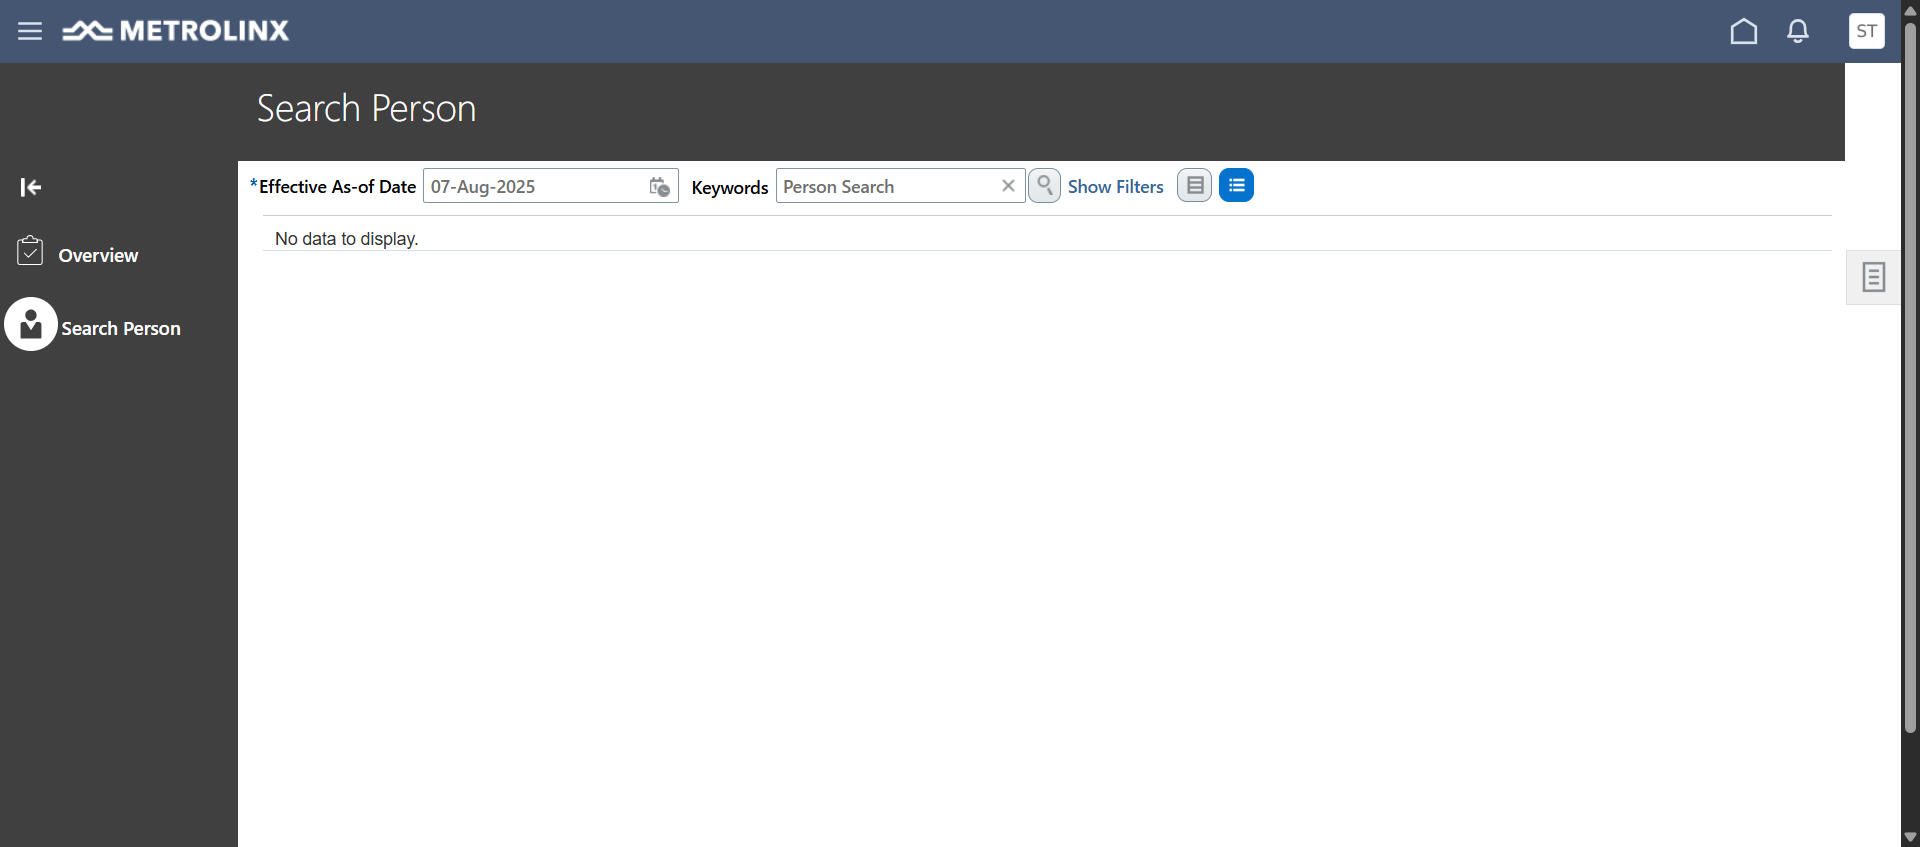 METROLINX
ST
Search Person
*Effective As-of Date 07-Aug-2025 Keywords Person Search Show Filters
No data to display.
Overview
Search Person